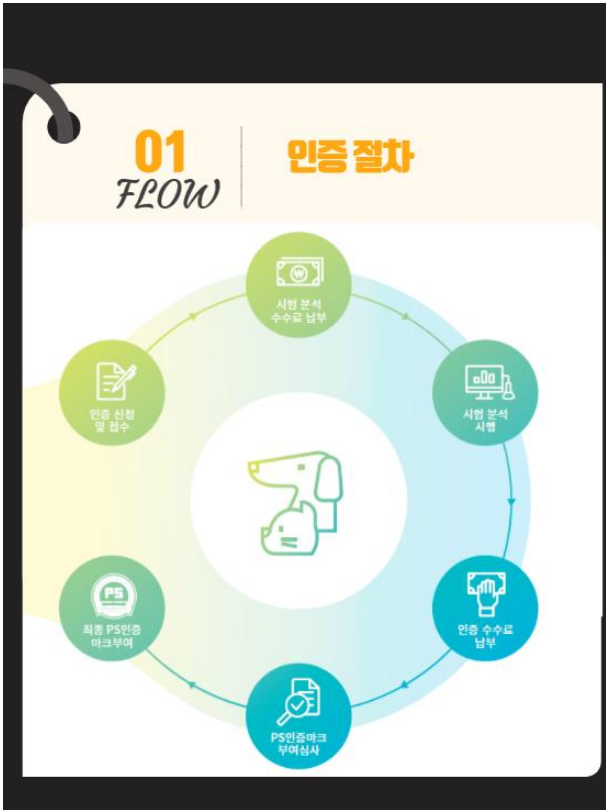 01
FLOW
인증 절차
시험 분석
수수료 납부
인증 신청
및 접수
시험 분석
시행
PS
최종 PS인증
마크부여
인증 수수료
납부
PS인증마크
부여심사